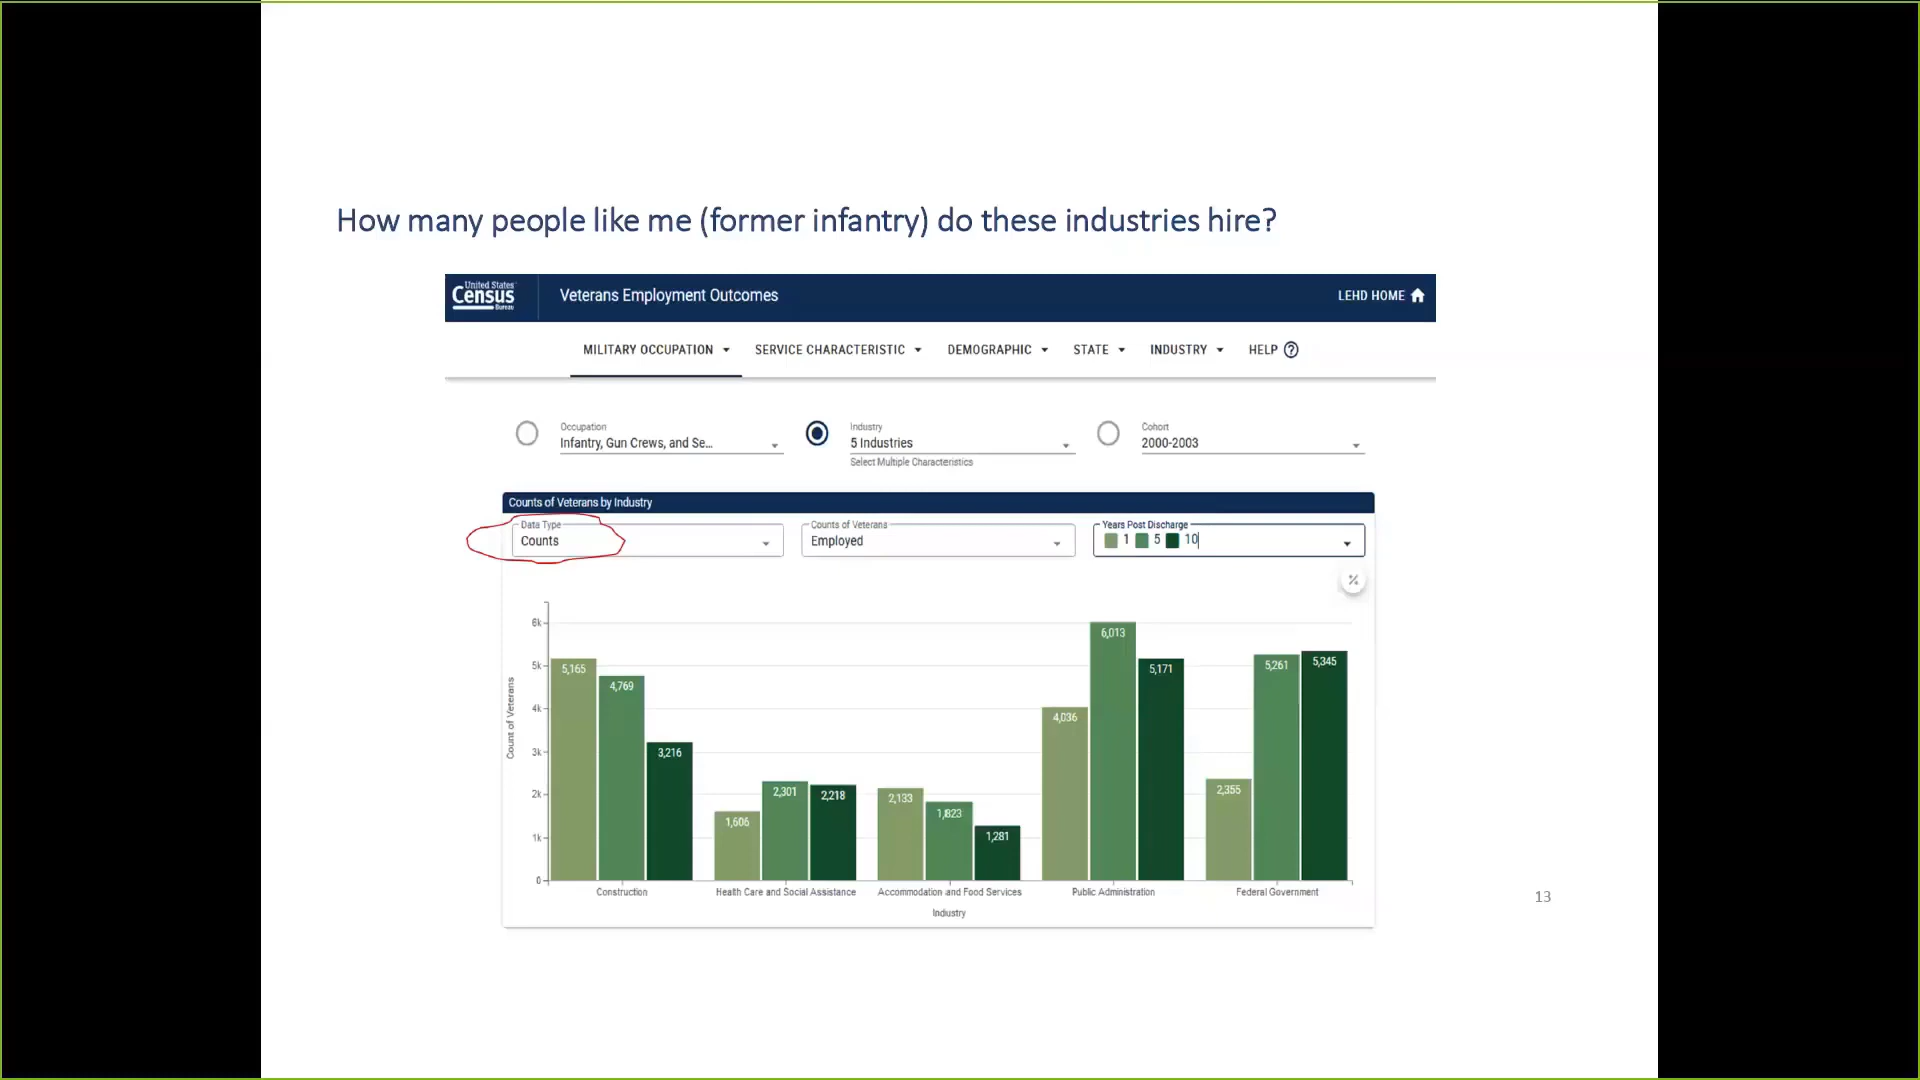 How many people like me (former infantry) do these industries hire?
United States
Census
Bureau
Veterans Employment Outcomes
LEHD HOME
MILITARY OCCUPATION
SERVICE CHARACTERISTIC
DEMOGRAPHIC
STATE
INDUSTRY
HELP ?
Occupation
Infantry, Gun Crews, and Se...
Industry
5 Industries
Select Multiple Characteristics
Cohort
2000-2003
Counts of Veterans by Industry
Data Type
Counts
Counts of Veterans
Employed
Years Post Discharge
1 5 10
%
Count of Veterans
6k
5k
4k
3k
2k
1k
0
5,165
4,769
3,216
1,606
2,301
2,218
2,133
1,823
1,281
4,036
6,013
5,171
2,355
5,261
5,345
Construction
Health Care and Social Assistance
Accommodation and Food Services
Public Administration
Federal Government
Industry
13